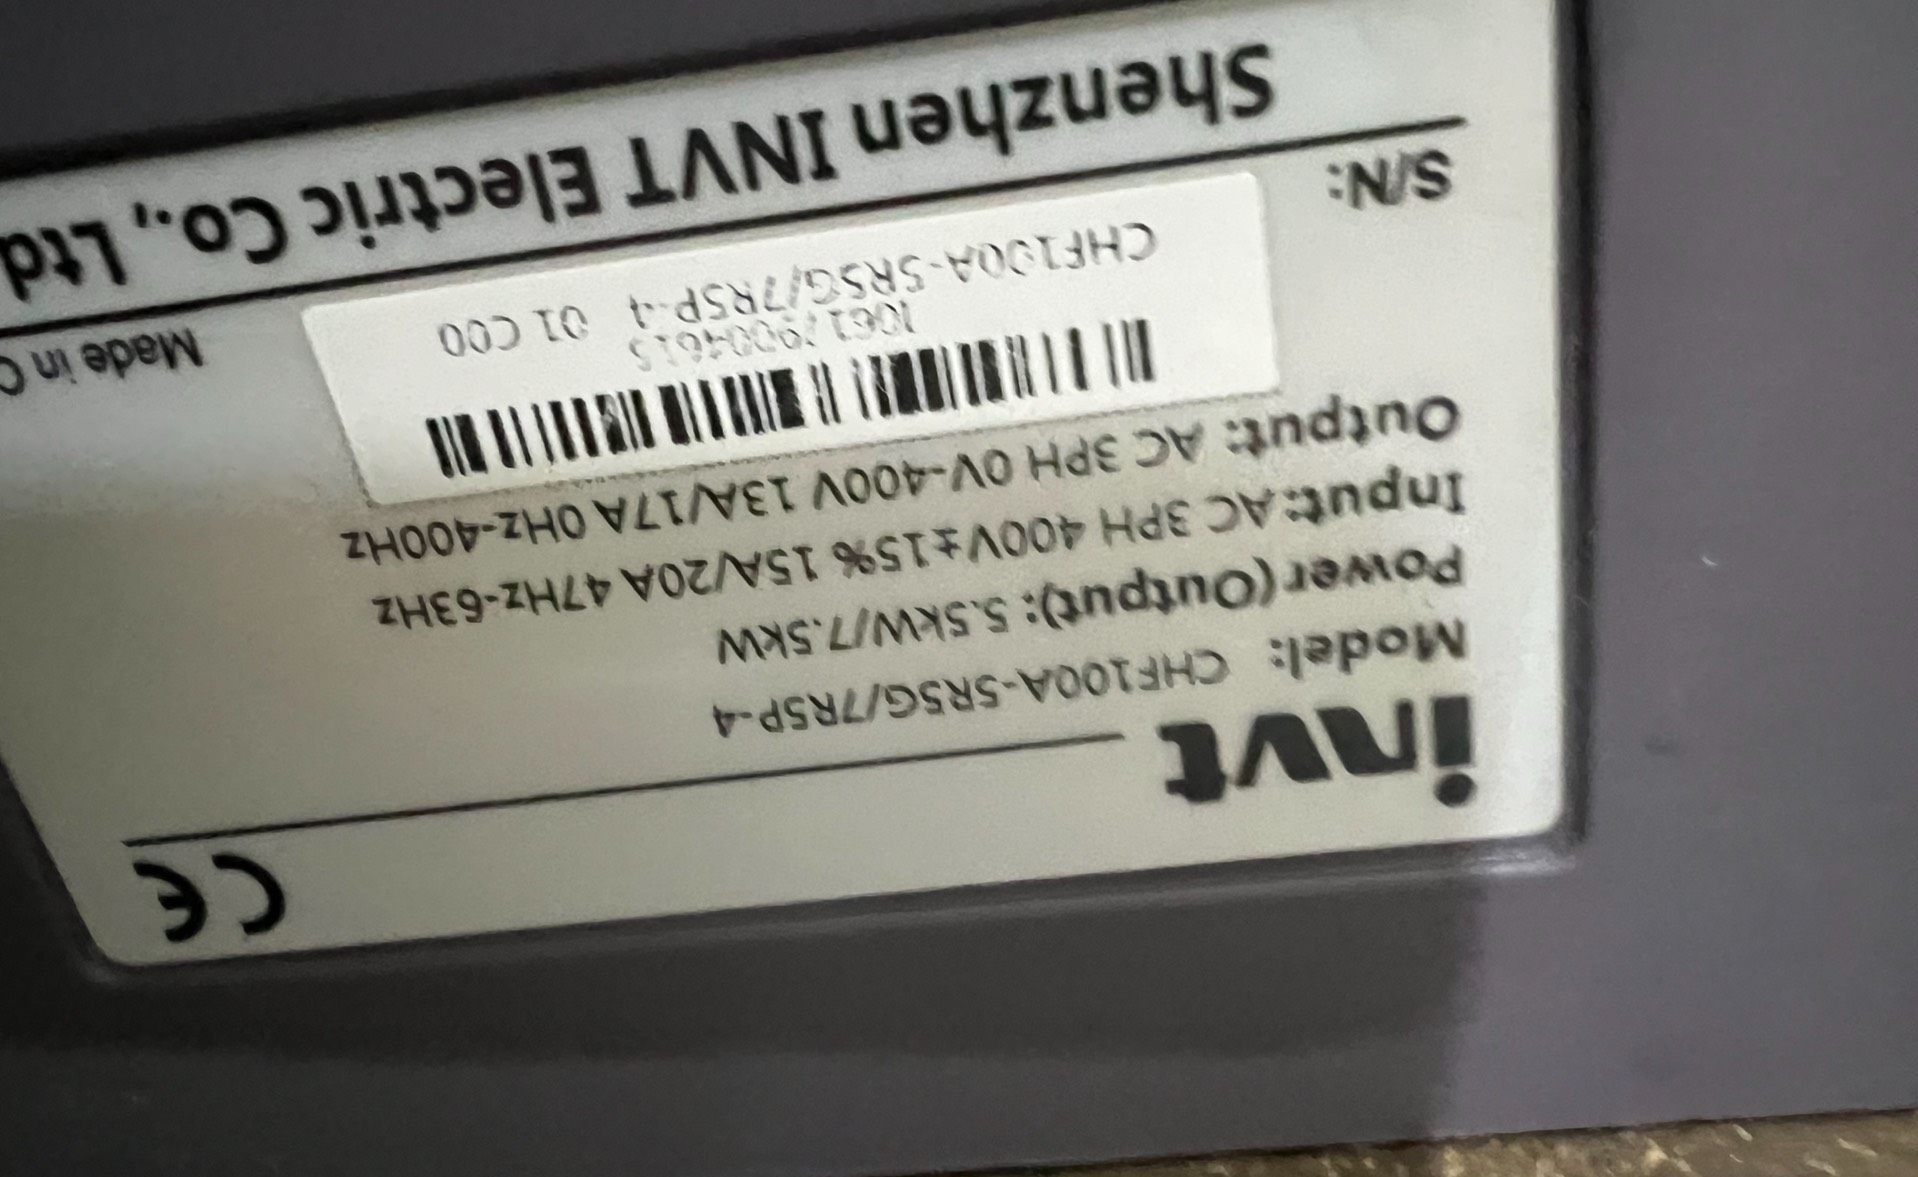 CE
invt
Model: CHF100A-5R5G/7R5P-4
Power(Output): 5.5kW/7.5kW
Input:AC 3PH 400V±15% 15A/20A 47Hz-63Hz
Output: AC 3PH 0V-400V 13A/17A 0Hz-400Hz
S/N:
CHF100A-5R5G/7R5P-4 01 C00
Made in
Shenzhen INVT Electric Co., Ltd